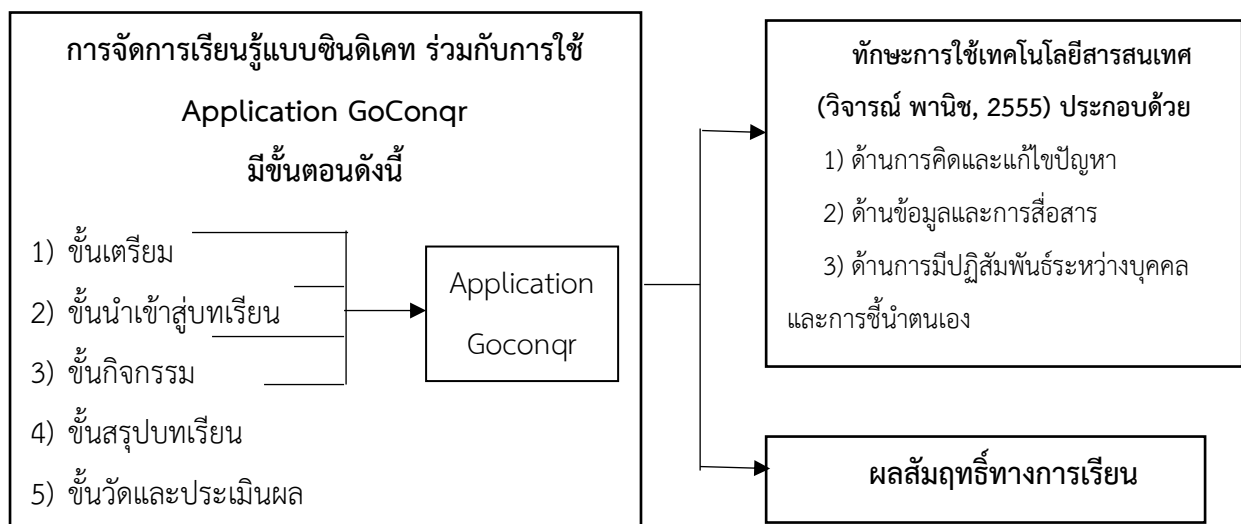 การจัดการเรียนรู้แบบซินดิเคท ร่วมกับการใช้
Application GoConqr
มีขั้นตอนดังนี้
1) ขั้นเตรียม
2) ขั้นนำเข้าสู่บทเรียน
3) ขั้นกิจกรรม
4) ขั้นสรุปบทเรียน
5) ขั้นวัดและประเมินผล
Application
Goconqr
ทักษะการใช้เทคโนโลยีสารสนเทศ
(วิจารณ์ พานิช, 2555) ประกอบด้วย
1) ด้านการคิดและแก้ไขปัญหา
2) ด้านข้อมูลและการสื่อสาร
3) ด้านการมีปฏิสัมพันธ์ระหว่างบุคคล
และการชี้นำตนเอง
ผลสัมฤทธิ์ทางการเรียน